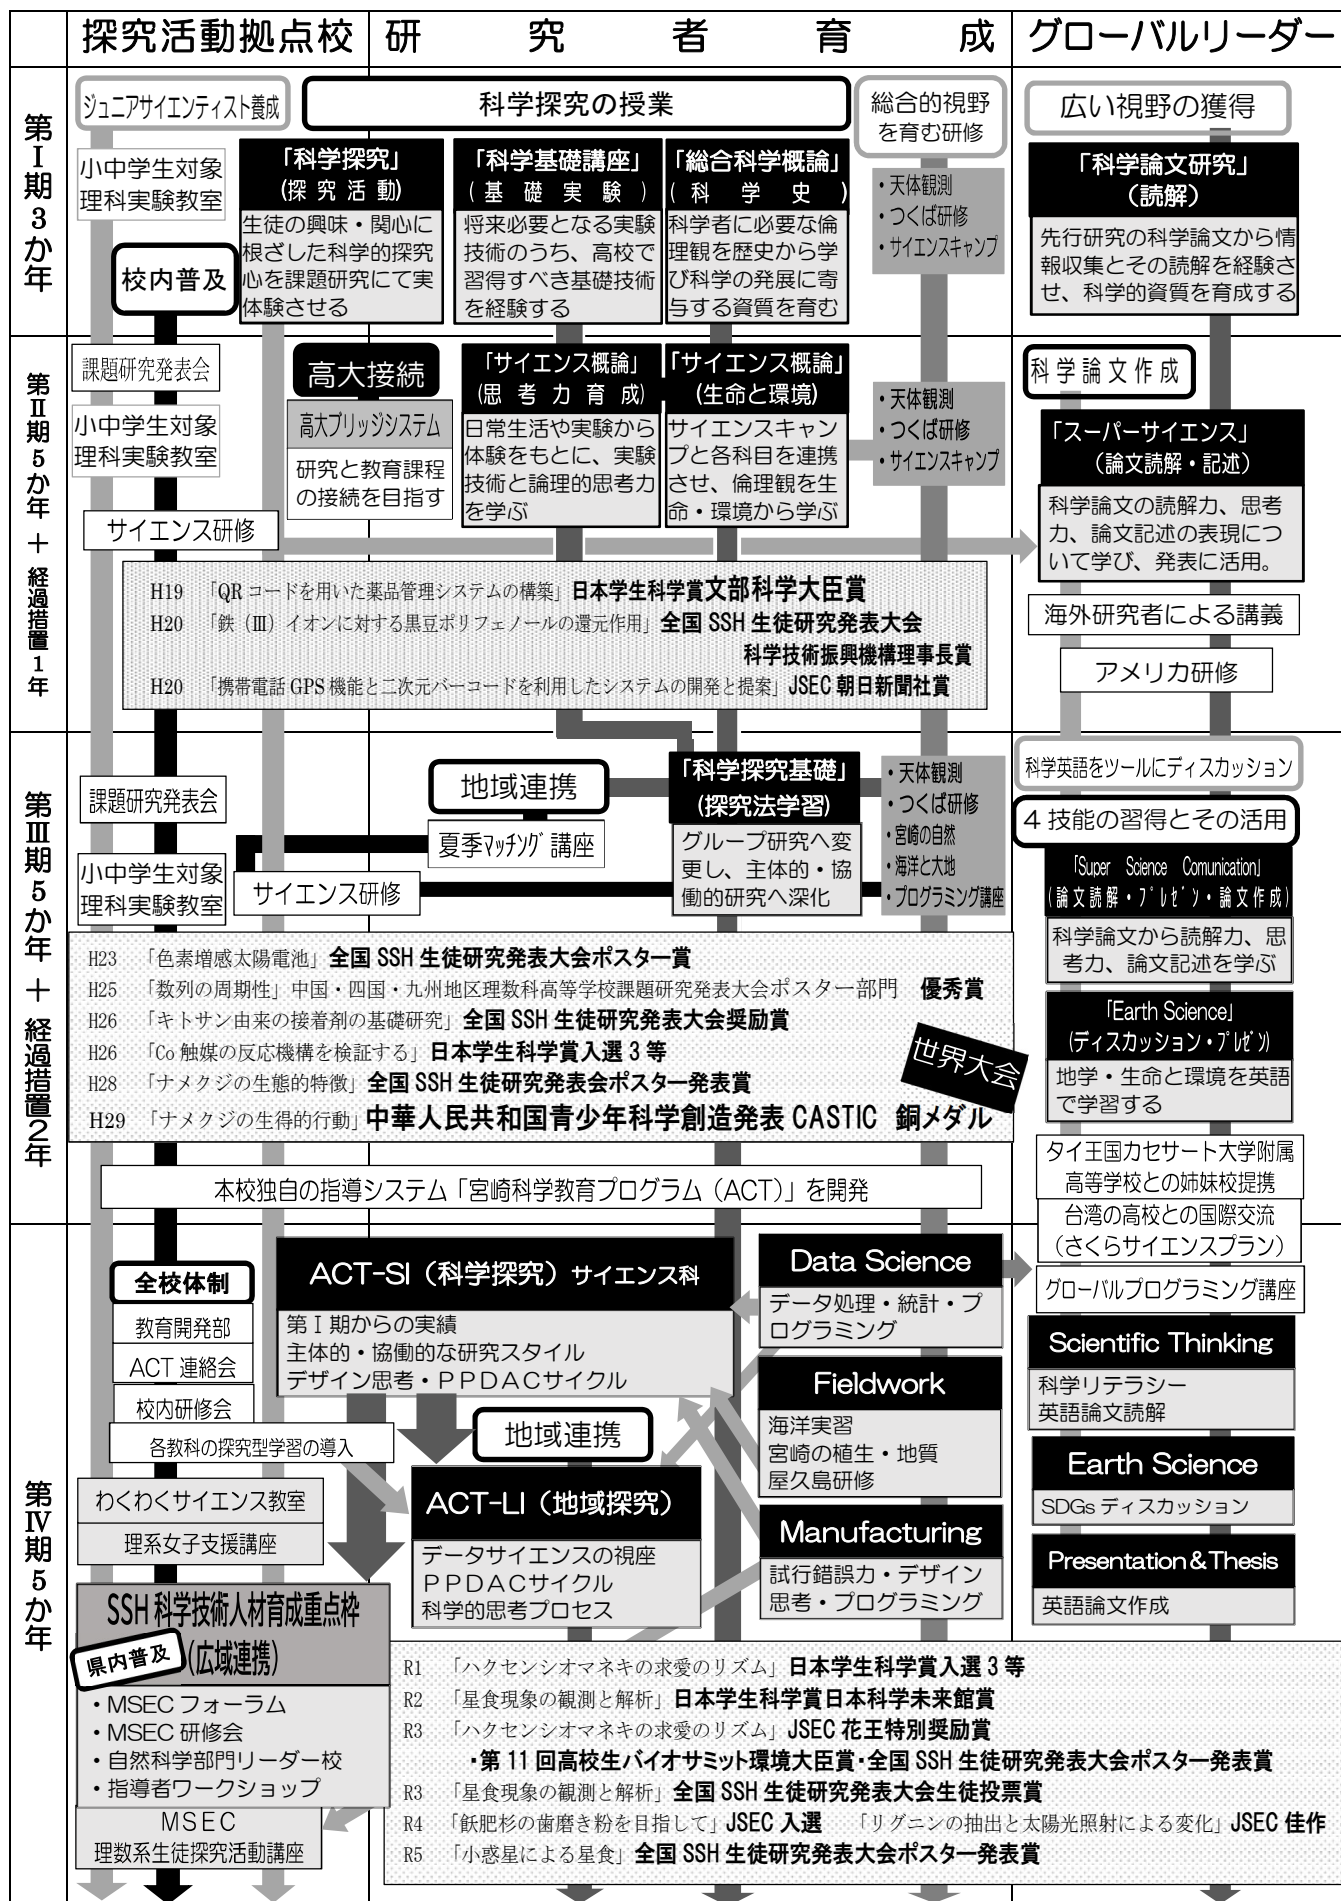 探究活動拠点校
研究者育成
グローバルリーダー
第Ⅰ期3か年
ジュニアサイエンティスト養成
小中学生対象
理科実験教室
校内普及
科学探究の授業
「科学探究」
(探究活動)
生徒の興味・関心に
根ざした科学的探究
心を課題研究にて実
体験させる
「科学基礎講座」
(基礎実験)
将来必要となる実験
技術のうち、高校で
習得すべき基礎技術
を経験する
「総合科学概論」
(科学史)
科学者に必要な倫
理観を歴史から学
び科学の発展に寄
与する資質を育む
総合的視野
を育む研修
・天体観測
・つくば研修
・サイエンスキャンプ
広い視野の獲得
「科学論文研究」
(読解)
先行研究の科学論文から情
報収集とその読解を経験さ
せ、科学的資質を育成する
第Ⅱ期5か年＋経過措置1年
課題研究発表会
小中学生対象
理科実験教室
サイエンス研修
高大接続
高大ブリッジシステム
研究と教育課程
の接続を目指す
「サイエンス概論」
(思考力育成)
日常生活や実験から
体験をもとに、実験
技術と論理的思考力
を学ぶ
「サイエンス概論」
(生命と環境)
サイエンスキャン
プと各科目を連携
させ、倫理観を生
命・環境から学ぶ
・天体観測
・つくば研修
・サイエンスキャンプ
科学論文作成
「スーパーサイエンス」
(論文読解・記述)
科学論文の読解力、思考
力、論文記述の表現につ
いて学び、発表に活用。
海外研究者による講義
アメリカ研修
H19 「QRコードを用いた薬品管理システムの構築」日本学生科学賞文部科学大臣賞
H20 「鉄（Ⅲ）イオンに対する黒豆ポリフェノールの還元作用」全国SSH生徒研究発表大会
科学技術振興機構理事長賞
H20 「携帯電話GPS機能と二次元バーコードを利用したシステムの開発と提案」JSEC朝日新聞社賞
第Ⅲ期5か年＋経過措置2年
課題研究発表会
小中学生対象
理科実験教室
サイエンス研修
地域連携
夏季ﾏｯﾁﾝｸﾞ講座
「科学探究基礎」
(探究法学習)
グループ研究へ変
更し、主体的・協
働的研究へ深化
・天体観測
・つくば研修
・宮崎の自然
・海洋と大地
・プログラミング講座
科学英語をツールにディスカッション
4技能の習得とその活用
「Super Science Comunication」
(論文読解・ﾌﾟﾚｾﾞﾝ・論文作成)
科学論文から読解力、思
考力、論文記述を学ぶ
「Earth Science」
(ディスカッション・ﾌﾟﾚｾﾞﾝ)
地学・生命と環境を英語
で学習する
タイ王国カセサート大学附属
高等学校との姉妹校提携
台湾の高校との国際交流
（さくらサイエンスプラン）
グローバルプログラミング講座
H23 「色素増感太陽電池」全国SSH生徒研究発表大会ポスター賞
H25 「数列の周期性」中国・四国・九州地区理数科高等学校課題研究発表大会ポスター部門 優秀賞
H26 「キトサン由来の接着剤の基礎研究」全国SSH生徒研究発表大会奨励賞
H26 「Co触媒の反応機構を検証する」日本学生科学賞入選3等
H28 「ナメクジの生態的特徴」全国SSH生徒研究発表会ポスター発表賞
H29 「ナメクジの生得的行動」中華人民共和国青少年科学創造発表CASTIC 銅メダル
世界大会
本校独自の指導システム「宮崎科学教育プログラム（ACT）」を開発
第Ⅳ期5か年
全校体制
教育開発部
ACT連絡会
校内研修会
各教科の探究型学習の導入
わくわくサイエンス教室
理系女子支援講座
SSH科学技術人材育成重点枠
(広域連携)
県内普及
・MSECフォーラム
・MSEC研修会
・自然科学部門リーダー校
・指導者ワークショップ
MSEC
理数系生徒探究活動講座
ACT-SI（科学探究）サイエンス科
第Ⅰ期からの実績
主体的・協働的な研究スタイル
デザイン思考・PPDACサイクル
地域連携
ACT-LI（地域探究）
データサイエンスの視座
PPDACサイクル
科学的思考プロセス
Data Science
データ処理・統計・プ
ログラミング
Fieldwork
海洋実習
宮崎の植生・地質
屋久島研修
Manufacturing
試行錯誤力・デザイン
思考・プログラミング
Scientific Thinking
科学リテラシー
英語論文読解
Earth Science
SDGsディスカッション
Presentation＆Thesis
英語論文作成
R1 「ハクセンシオマネキの求愛のリズム」日本学生科学賞入選3等
R2 「星食現象の観測と解析」日本学生科学賞日本科学未来館賞
R3 「ハクセンシオマネキの求愛のリズム」JSEC花王特別奨励賞
・第11回高校生バイオサミット環境大臣賞・全国SSH生徒研究発表大会ポスター発表賞
R3 「星食現象の観測と解析」全国SSH生徒研究発表大会生徒投票賞
R4 「飫肥杉の歯磨き粉を目指して」JSEC入選 「リグニンの抽出と太陽光照射による変化」JSEC佳作
R5 「小惑星による星食」全国SSH生徒研究発表大会ポスター発表賞